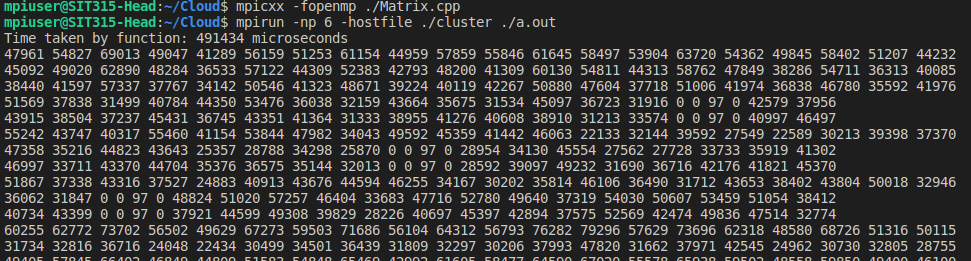 mpiuser@SIT315-Head:~/Cloud$ mpicxx -fopenmp ./Matrix.cpp
mpiuser@SIT315-Head:~/Cloud$ mpirun -np 6 -hostfile ./cluster ./a.out
Time taken by function: 491434 microseconds
47961 54827 69013 49047 41289 56159 51253 61154 44959 57859 55846 61645 58497 53904 63720 54362 49845 58402 51207 44232
45092 49020 62890 48284 36533 57122 44309 52383 42793 48200 41309 60130 54811 44313 58762 47849 38286 54711 36313 40085
38440 41597 57337 37767 34142 50546 41323 48671 39224 40119 42267 50880 47604 37718 51006 41974 36838 46780 35592 41976
51569 37838 31499 40784 44350 53476 36038 32159 43664 35675 31534 45097 36723 31916 0 0 97 0 42579 37956
43915 38504 37237 45431 36745 43351 41364 31333 38955 41276 40608 38910 31213 33574 0 0 97 0 40997 46497
55242 43747 40317 55460 41154 53844 47982 34043 49592 45359 41442 46063 22133 32144 39592 27549 22589 30213 39398 37370
47358 35216 44823 43643 25357 28788 34298 25870 0 0 97 0 28954 34130 45554 27562 27728 33733 35919 41302
46997 33711 43370 44704 35376 36575 35144 32013 0 0 97 0 28592 39097 49232 31690 36716 42176 41821 45370
51867 37338 43316 37527 24883 40913 43676 44594 46255 34167 30202 35814 46106 36490 31712 43653 38402 43804 50018 32946
36062 31847 0 0 97 0 48824 51020 57257 46404 33683 47716 52780 49640 37319 54030 50607 53459 51054 38412
40734 43399 0 0 97 0 37921 44599 49308 39829 28226 40697 45397 42894 37575 52569 42474 49836 47514 32774
60255 62772 73702 56502 49629 67273 59503 71686 56104 64312 56793 76282 79296 57629 73696 62318 48580 68726 51316 50115
31734 32816 36716 24048 22434 30499 34501 36439 31809 32297 30206 37993 47820 31662 37971 42545 24962 30730 32805 28755